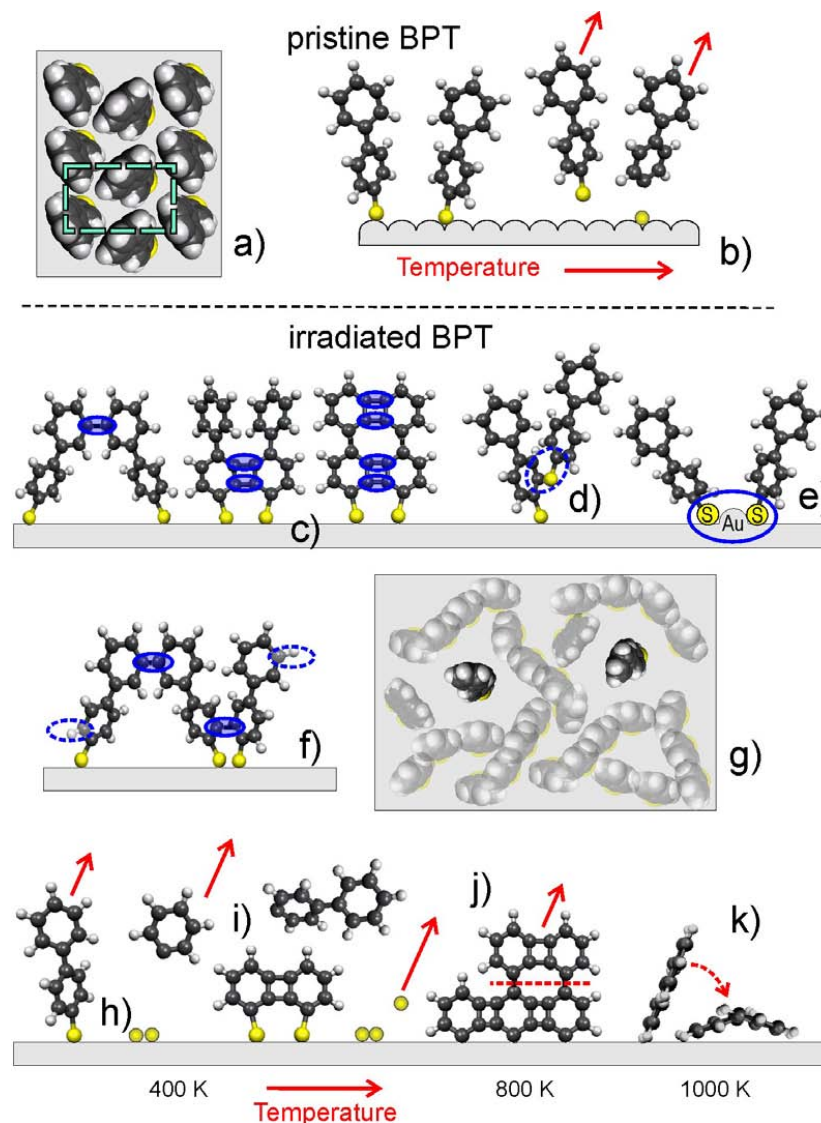 pristine BPT
a)
b)
Temperature
irradiated BPT
c)
d)
e)
S Au S
f)
g)
h)
i)
j)
k)
400 K
800 K
1000 K
Temperature